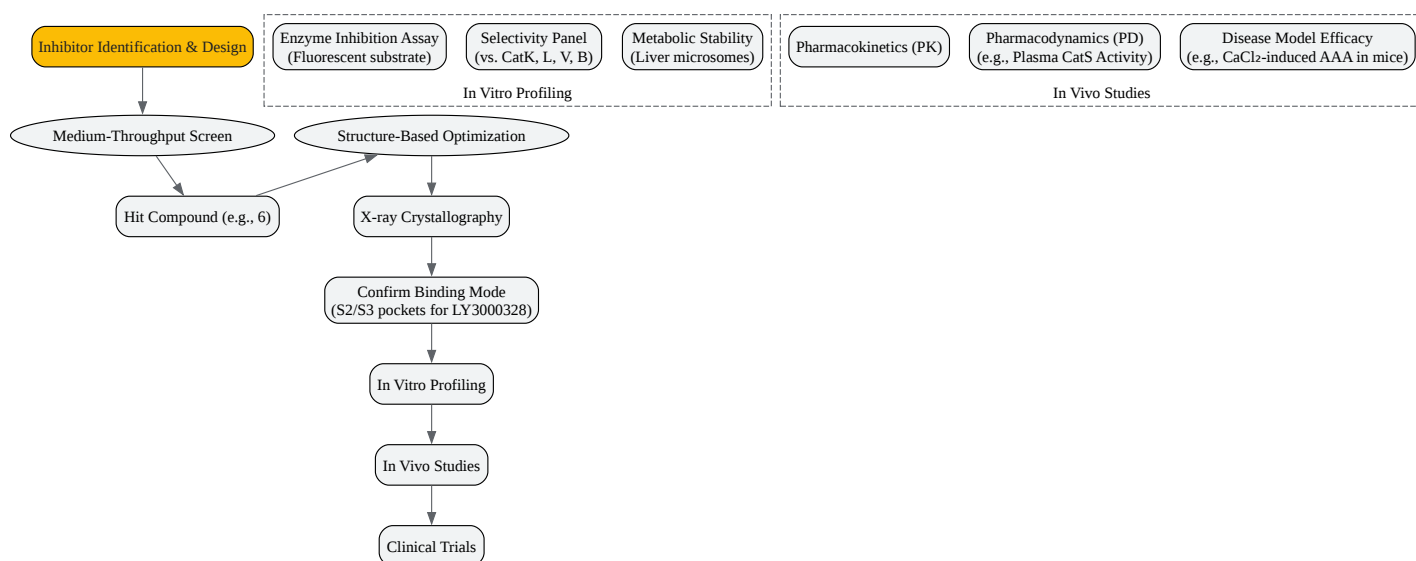 Inhibitor Identification & Design
Enzyme Inhibition Assay
(Fluorescent substrate)
Selectivity Panel
(vs. CatK, L, V, B)
Metabolic Stability
(Liver microsomes)
In Vitro Profiling
Pharmacokinetics (PK)
Pharmacodynamics (PD)
(e.g., Plasma CatS Activity)
Disease Model Efficacy
(e.g., CaCl₂-induced AAA in mice)
In Vivo Studies
Medium-Throughput Screen
Structure-Based Optimization
Hit Compound (e.g., 6)
X-ray Crystallography
Confirm Binding Mode
(S2/S3 pockets for LY3000328)
In Vitro Profiling
In Vivo Studies
Clinical Trials